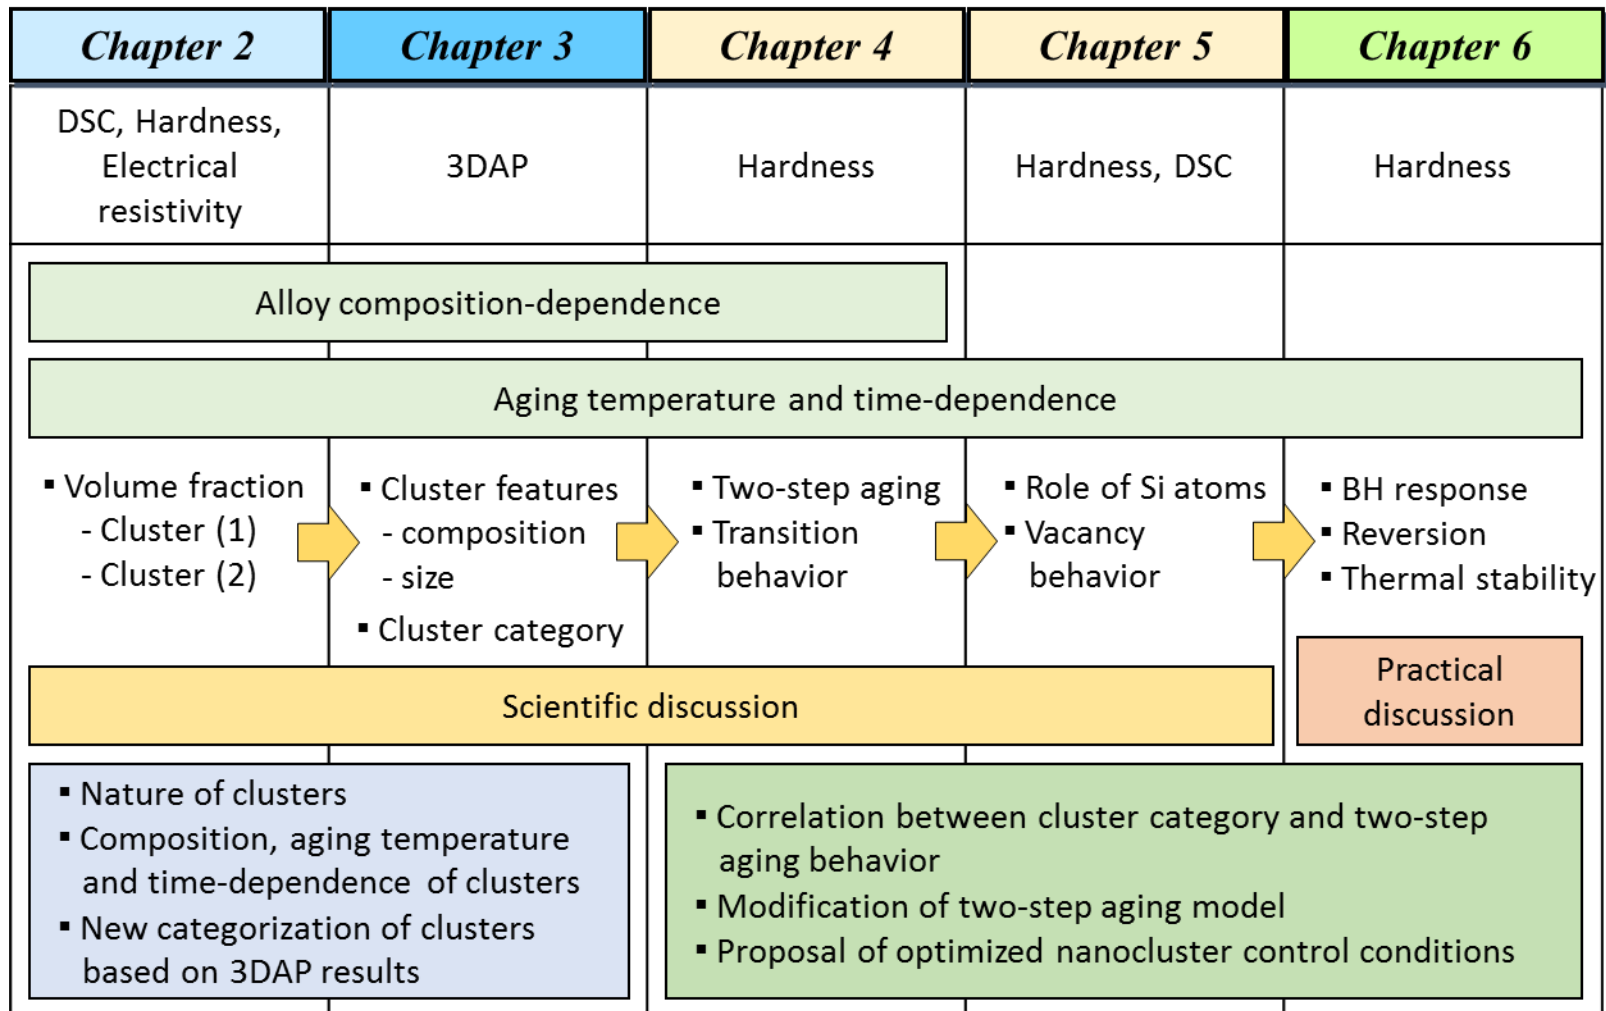 Chapter 2
Chapter 3
Chapter 4
Chapter 5
Chapter 6
DSC, Hardness,
Electrical
resistivity
3DAP
Hardness
Hardness, DSC
Hardness
Alloy composition-dependence
Aging temperature and time-dependence
▪ Volume fraction
- Cluster (1)
- Cluster (2)
▪ Cluster features
- composition
- size
▪ Cluster category
▪ Two-step aging
▪ Transition
behavior
▪ Role of Si atoms
▪ Vacancy
behavior
▪ BH response
▪ Reversion
▪ Thermal stability
Scientific discussion
Practical
discussion
▪ Nature of clusters
▪ Composition, aging temperature
and time-dependence of clusters
▪ New categorization of clusters
based on 3DAP results
▪ Correlation between cluster category and two-step
aging behavior
▪ Modification of two-step aging model
▪ Proposal of optimized nanocluster control conditions